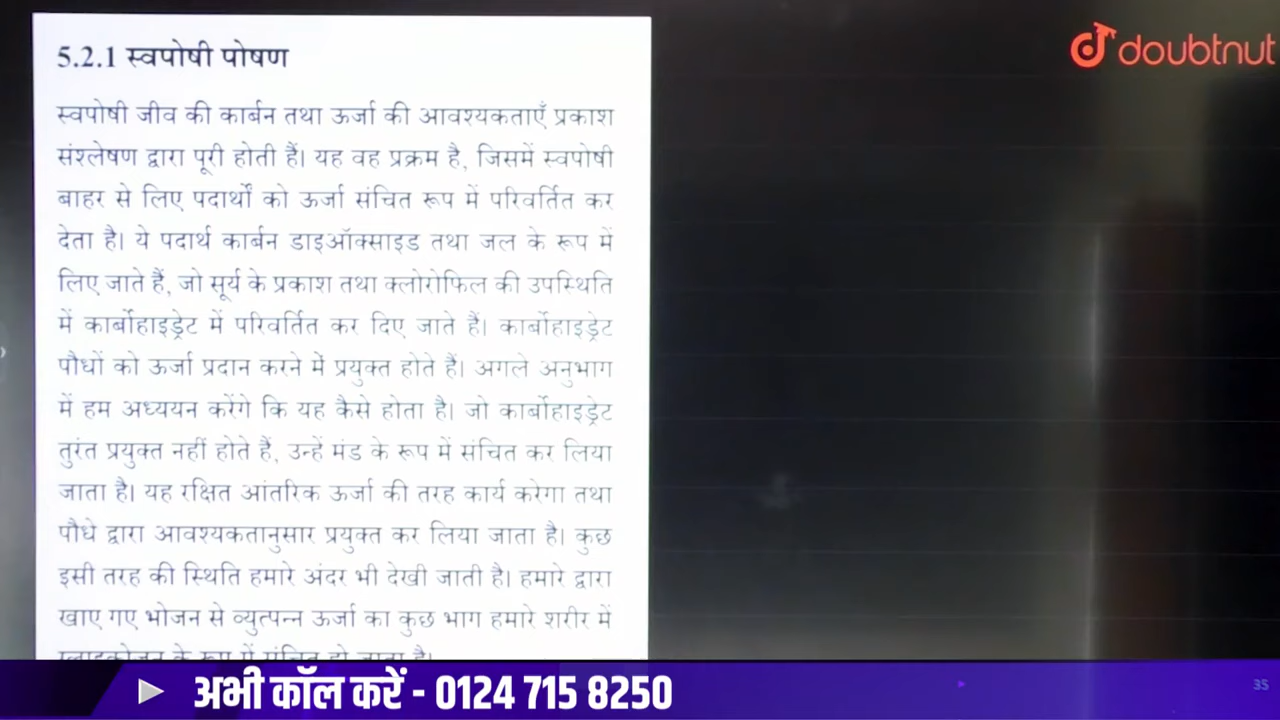 5.2.1 स्वपोषी पोषण
doubtnut
स्वपोषी जीव की कार्बन तथा ऊर्जा की आवश्यकताएँ प्रकाश
संश्लेषण द्वारा पूरी होती हैं। यह वह प्रक्रम है, जिसमें स्वपोषी
बाहर से लिए पदार्थों को ऊर्जा संचित रूप में परिवर्तित कर
देता है। ये पदार्थ कार्बन डाइऑक्साइड तथा जल के रूप में
लिए जाते हैं, जो सूर्य के प्रकाश तथा क्लोरोफिल की उपस्थिति
में कार्बोहाइड्रेट में परिवर्तित कर दिए जाते हैं। कार्बोहाइड्रेट
पौधों को ऊर्जा प्रदान करने में प्रयुक्त होते हैं। अगले अनुभाग
में हम अध्ययन करेंगे कि यह कैसे होता है। जो कार्बोहाइड्रेट
तुरंत प्रयुक्त नहीं होते हैं, उन्हें मंड के रूप में संचित कर लिया
जाता है। यह रक्षित आंतरिक ऊर्जा की तरह कार्य करेगा तथा
पौधे द्वारा आवश्यकतानुसार प्रयुक्त कर लिया जाता है। कुछ
इसी तरह की स्थिति हमारे अंदर भी देखी जाती है। हमारे द्वारा
खाए गए भोजन से व्युत्पन्न ऊर्जा का कुछ भाग हमारे शरीर में
ग्लाइकोजन के रूप में संचित हो जाता है।
अभी कॉल करें - 0124 715 8250
35